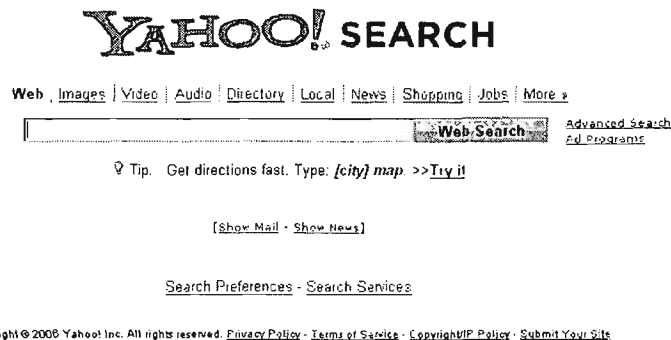 YAHOO! SEARCH
Web Images Video Audio Directory Local News Shopping Jobs More »
Web Search Advanced Search
Ad Programs
Tip. Get directions fast. Type: [city] map. >>Try it
[Show Mail - Show News]
Search Preferences - Search Services
ght © 2006 Yahoo! Inc. All rights reserved. Privacy Policy - Terms of Service - Copyright/IP Policy - Submit Your Site